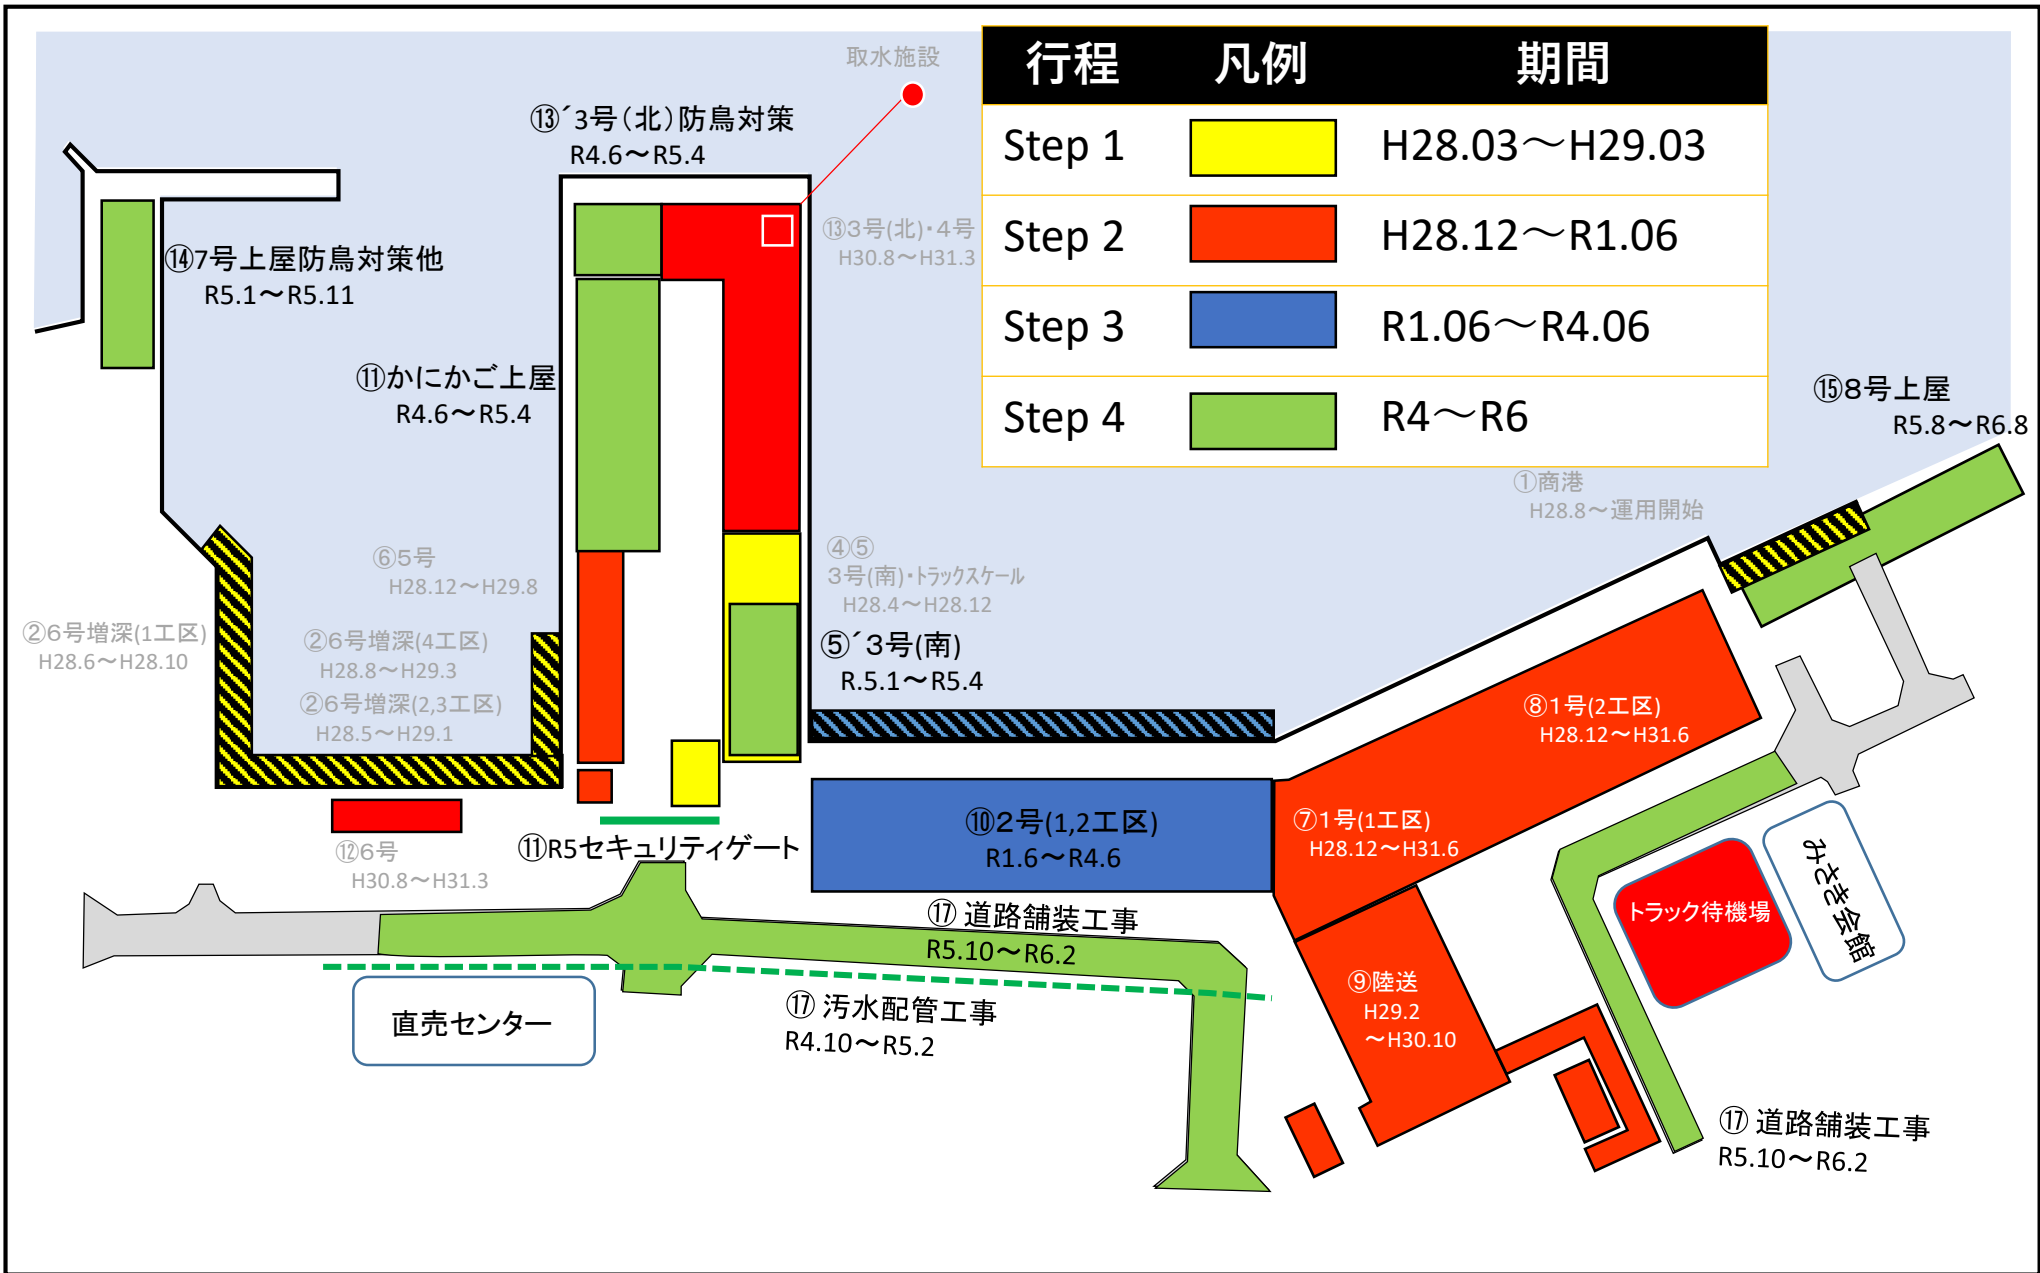 行程 凡例 期間
Step 1 H28.03～H29.03
Step 2 H28.12～R1.06
Step 3 R1.06～R4.06
Step 4 R4～R6
取水施設
⑬´3号(北)防鳥対策
R4.6～R5.4
⑬3号(北)・4号
H30.8～H31.3
⑭7号上屋防鳥対策他
R5.1～R5.11
⑪かにかご上屋
R4.6～R5.4
⑮8号上屋
R5.8～R6.8
①商港
H28.8～運用開始
⑥5号
H28.12～H29.8
④⑤
3号(南)・トラックスケール
H28.4～H28.12
②6号増深(1工区)
H28.6～H28.10
②6号増深(4工区)
H28.8～H29.3
②6号増深(2,3工区)
H28.5～H29.1
⑤´3号(南)
R.5.1～R5.4
⑧1号(2工区)
H28.12～H31.6
⑩2号(1,2工区)
R1.6～R4.6
⑦1号(1工区)
H28.12～H31.6
⑫6号
H30.8～H31.3
⑪R5セキュリティゲート
⑰ 道路舗装工事
R5.10～R6.2
トラック待機場
みさき会館
⑨陸送
H29.2
～H30.10
直売センター
⑰ 汚水配管工事
R4.10～R5.2
⑰ 道路舗装工事
R5.10～R6.2